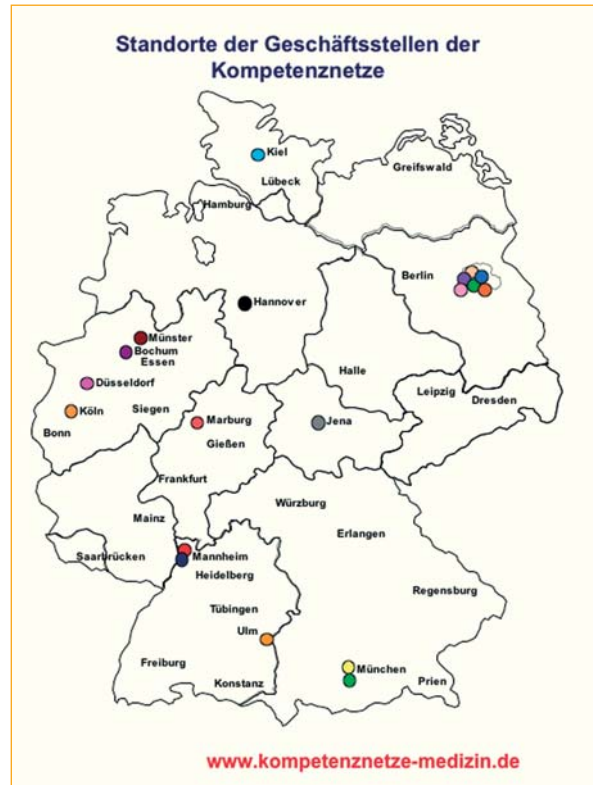 Standorte der Geschäftsstellen der
Kompetenznetze
Kiel
Lübeck
Greifswald
Hamburg
Berlin
Hannover
Münster
Bochum
Essen
Halle
Düsseldorf
Leipzig
Dresden
Köln
Siegen
Marburg
Jena
Bonn
Gießen
Frankfurt
Würzburg
Mainz
Erlangen
Saarbrücken
Mannheim
Heidelberg
Regensburg
Tübingen
Ulm
Freiburg
München
Konstanz
Prien
www.kompetenznetze-medizin.de